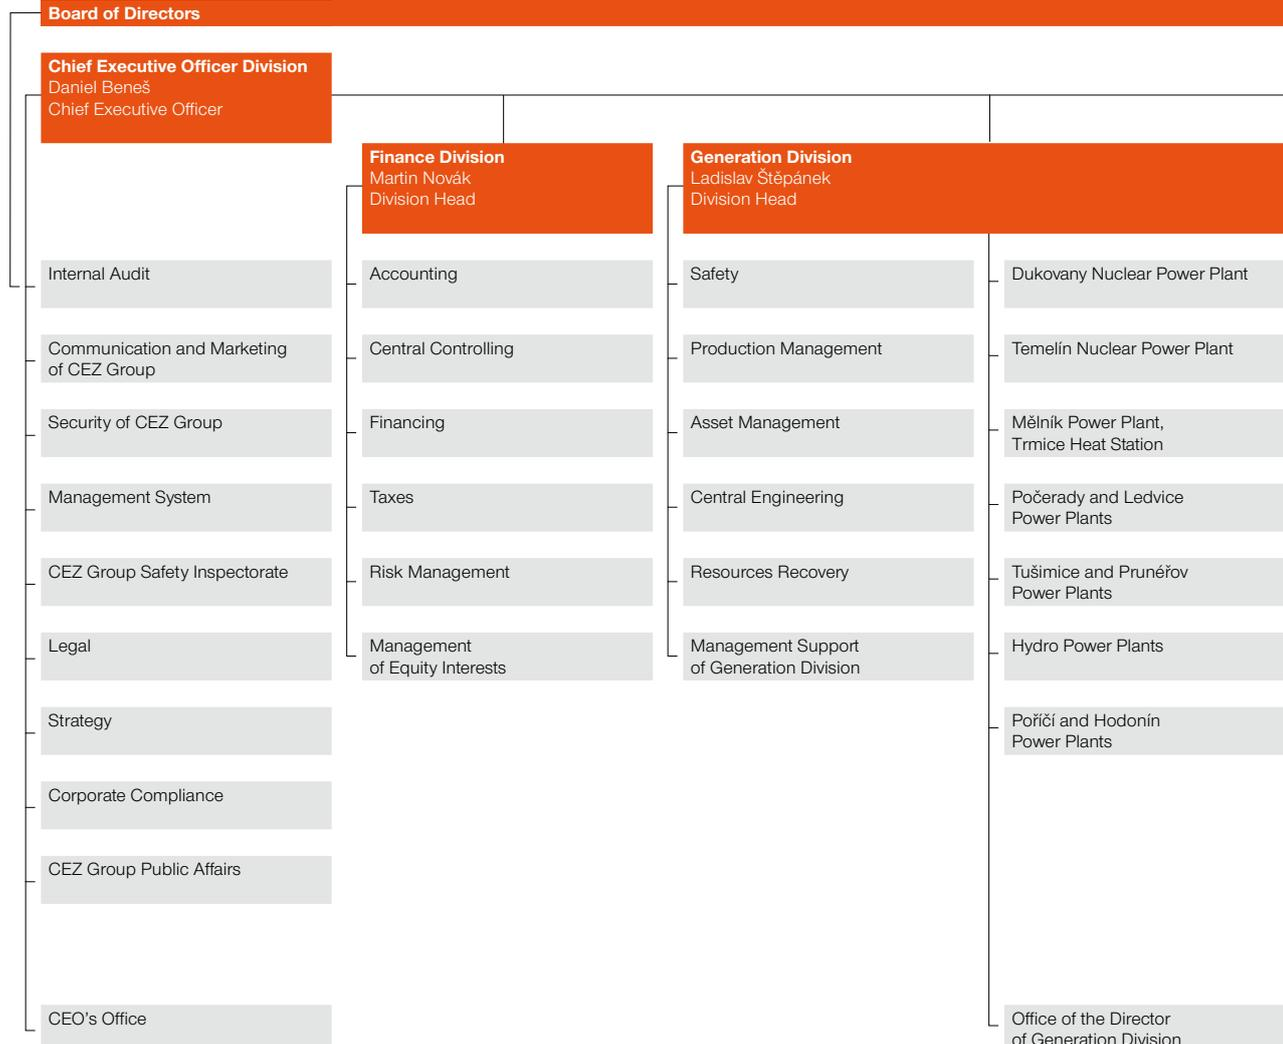 Board of Directors
Chief Executive Officer Division
Daniel Beneš
Chief Executive Officer
Finance Division
Martin Novák
Division Head
Generation Division
Ladislav Štěpánek
Division Head
Internal Audit
Accounting
Safety
Dukovany Nuclear Power Plant
Communication and Marketing
of CEZ Group
Central Controlling
Production Management
Temelín Nuclear Power Plant
Security of CEZ Group
Financing
Asset Management
Mělník Power Plant,
Trmice Heat Station
Management System
Taxes
Central Engineering
Počerady and Ledvice
Power Plants
CEZ Group Safety Inspectorate
Risk Management
Resources Recovery
Tušimice and Prunéřov
Power Plants
Legal
Management
of Equity Interests
Management Support
of Generation Division
Hydro Power Plants
Strategy
Poříčí and Hodonín
Power Plants
Corporate Compliance
CEZ Group Public Affairs
CEO's Office
Office of the Director
of Generation Division